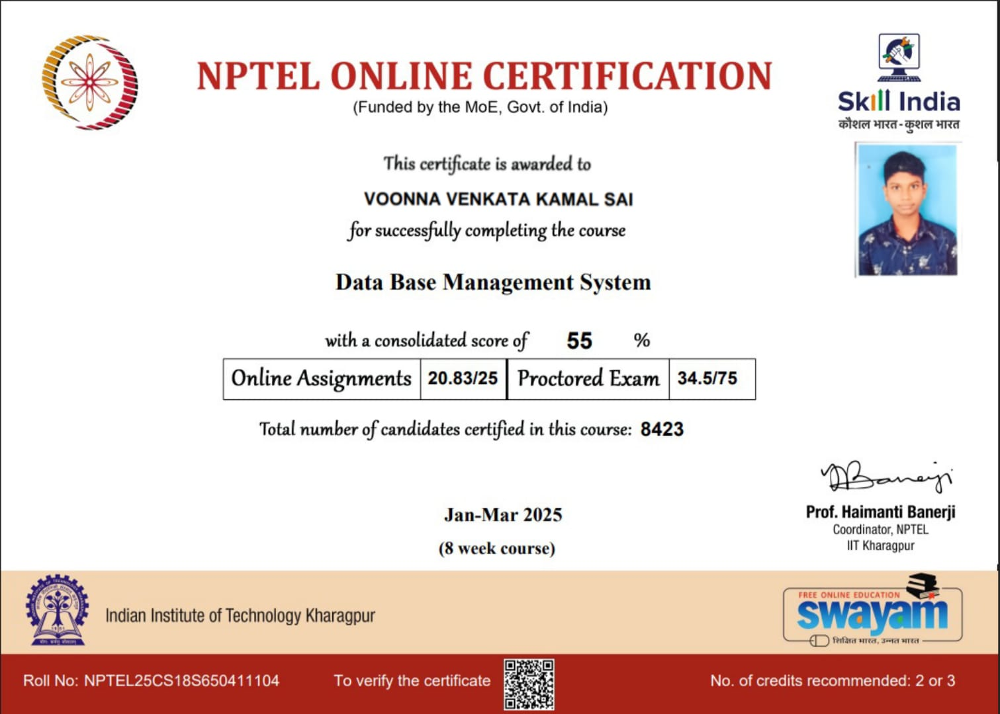 NPTEL ONLINE CERTIFICATION
(Funded by the MoE, Govt. of India)
Skill India
कौशल भारत - कुशल भारत
This certificate is awarded to
VOONNA VENKATA KAMAL SAI
for successfully completing the course
Data Base Management System
with a consolidated score of 55 %
Online Assignments 20.83/25 Proctored Exam 34.5/75
Total number of candidates certified in this course: 8423
Jan-Mar 2025
(8 week course)
Banerji
Prof. Haimanti Banerji
Coordinator, NPTEL
IIT Kharagpur
Indian Institute of Technology Kharagpur
FREE ONLINE EDUCATION
swayam
शिक्षित भारत, उन्नत भारत
Roll No: NPTEL25CS18S650411104
To verify the certificate
No. of credits recommended: 2 or 3